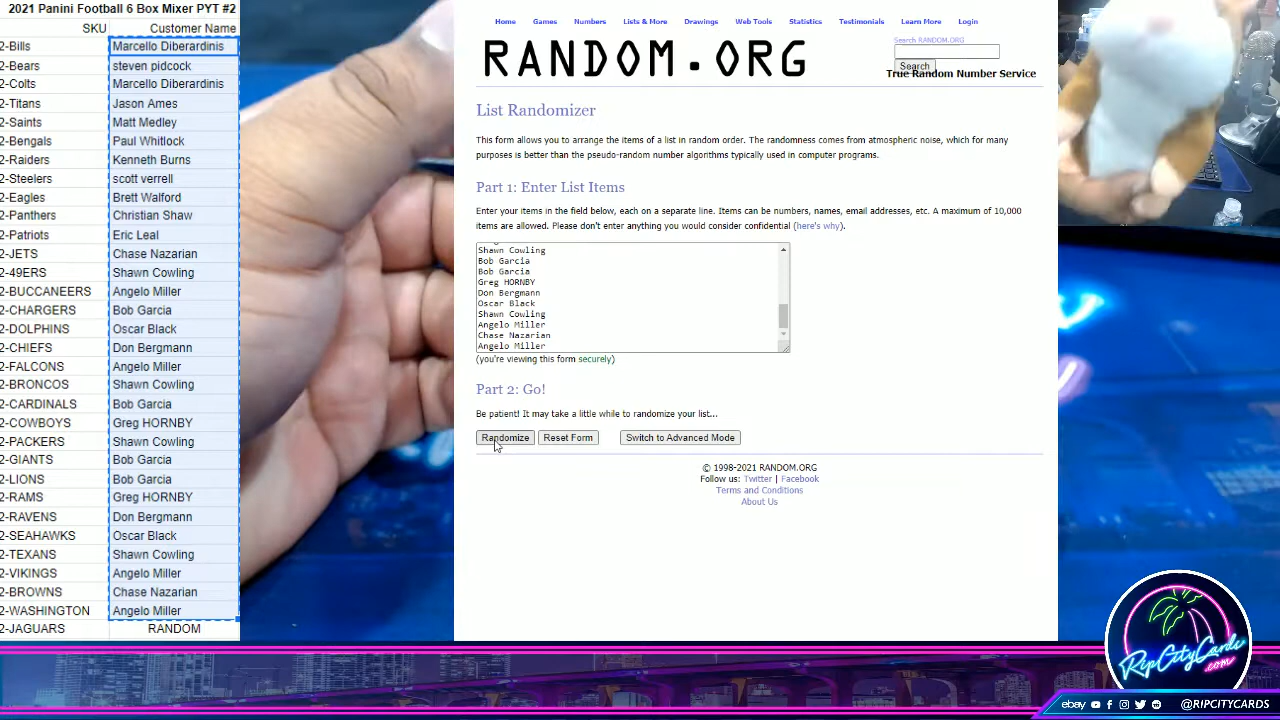 2021 Panini Football 6 Box Mixer PYT #2
SKU Customer Name
2-Bills Marcello Diberardinis
2-Bears steven pidcock
2-Colts Marcello Diberardinis
2-Titans Jason Ames
2-Saints Matt Medley
2-Bengals Paul Whitlock
2-Raiders Kenneth Burns
2-Steelers scott verrell
2-Eagles Brett Walford
2-Panthers Christian Shaw
2-Patriots Eric Leal
2-JETS Chase Nazarian
2-49ERS Shawn Cowling
2-BUCCANEERS Angelo Miller
2-CHARGERS Bob Garcia
2-DOLPHINS Oscar Black
2-CHIEFS Don Bergmann
2-FALCONS Angelo Miller
2-BRONCOS Shawn Cowling
2-CARDINALS Bob Garcia
2-COWBOYS Greg HORNBY
2-PACKERS Shawn Cowling
2-GIANTS Bob Garcia
2-LIONS Bob Garcia
2-RAMS Greg HORNBY
2-RAVENS Don Bergmann
2-SEAHAWKS Oscar Black
2-TEXANS Shawn Cowling
2-VIKINGS Angelo Miller
2-BROWNS Chase Nazarian
2-WASHINGTON Angelo Miller
2-JAGUARS RANDOM
Home Games Numbers Lists & More Drawings Web Tools Statistics Testimonials Learn More Login
RANDOM.ORG
Search RANDOM.ORG
Search
True Random Number Service
List Randomizer
This form allows you to arrange the items of a list in random order. The randomness comes from atmospheric noise, which for many
purposes is better than the pseudo-random number algorithms typically used in computer programs.
Part 1: Enter List Items
Enter your items in the field below, each on a separate line. Items can be numbers, names, email addresses, etc. A maximum of 10,000
items are allowed. Please don't enter anything you would consider confidential (here's why).
Shawn Cowling
Bob Garcia
Bob Garcia
Greg HORNBY
Don Bergmann
Oscar Black
Shawn Cowling
Angelo Miller
Chase Nazarian
Angelo Miller
(you're viewing this form securely)
Part 2: Go!
Be patient! It may take a little while to randomize your list...
Randomize Reset Form Switch to Advanced Mode
© 1998-2021 RANDOM.ORG
Follow us: Twitter | Facebook
Terms and Conditions
About Us
RipCityCards
.com
ebay @RIPCITYCARDS